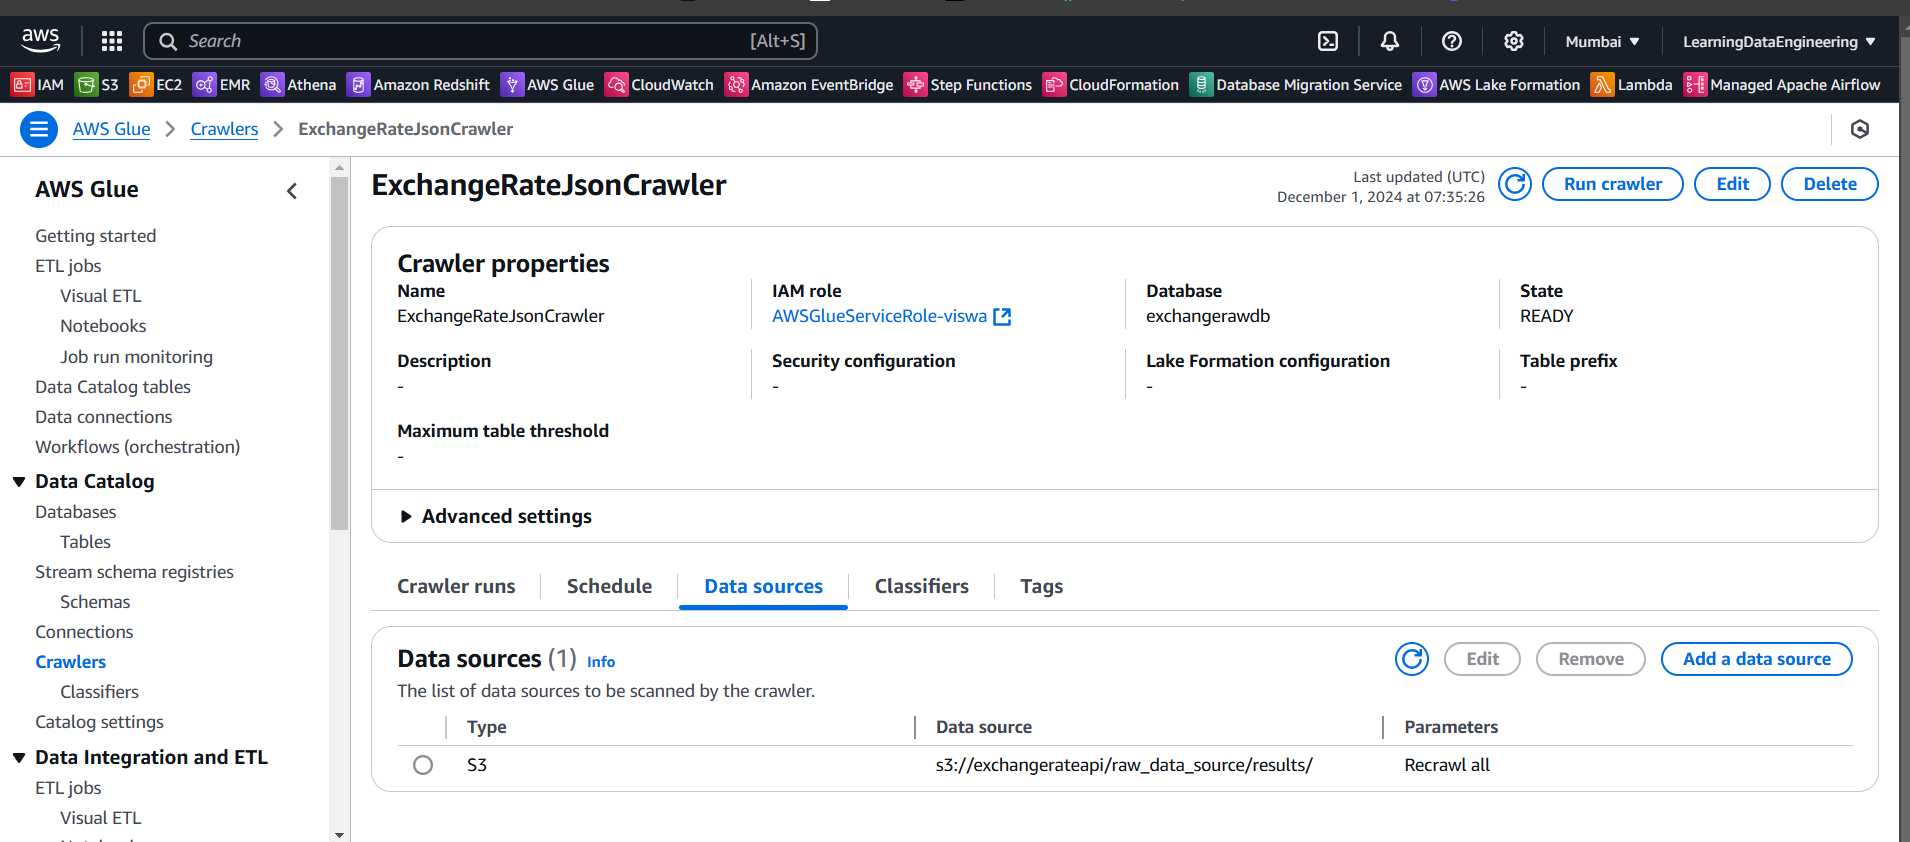 aws
Search [Alt+S]
Mumbai ▼ LearningDataEngineering ▼
IAM S3 EC2 EMR Athena Amazon Redshift AWS Glue CloudWatch Amazon EventBridge Step Functions CloudFormation Database Migration Service AWS Lake Formation Lambda Managed Apache Airflow
AWS Glue > Crawlers > ExchangeRateJsonCrawler
AWS Glue
Getting started
ETL jobs
Visual ETL
Notebooks
Job run monitoring
Data Catalog tables
Data connections
Workflows (orchestration)
Data Catalog
Databases
Tables
Stream schema registries
Schemas
Connections
Crawlers
Classifiers
Catalog settings
Data Integration and ETL
ETL jobs
Visual ETL
ExchangeRateJsonCrawler
Last updated (UTC)
December 1, 2024 at 07:35:26
Run crawler Edit Delete
Crawler properties
Name
ExchangeRateJsonCrawler
IAM role
AWSGlueServiceRole-viswa
Database
exchangerawdb
State
READY
Description
-
Security configuration
-
Lake Formation configuration
-
Table prefix
-
Maximum table threshold
-
Advanced settings
Crawler runs Schedule Data sources Classifiers Tags
Data sources (1) Info
Edit Remove Add a data source
The list of data sources to be scanned by the crawler.
Type Data source Parameters
S3 s3://exchangerateapi/raw_data_source/results/ Recrawl all